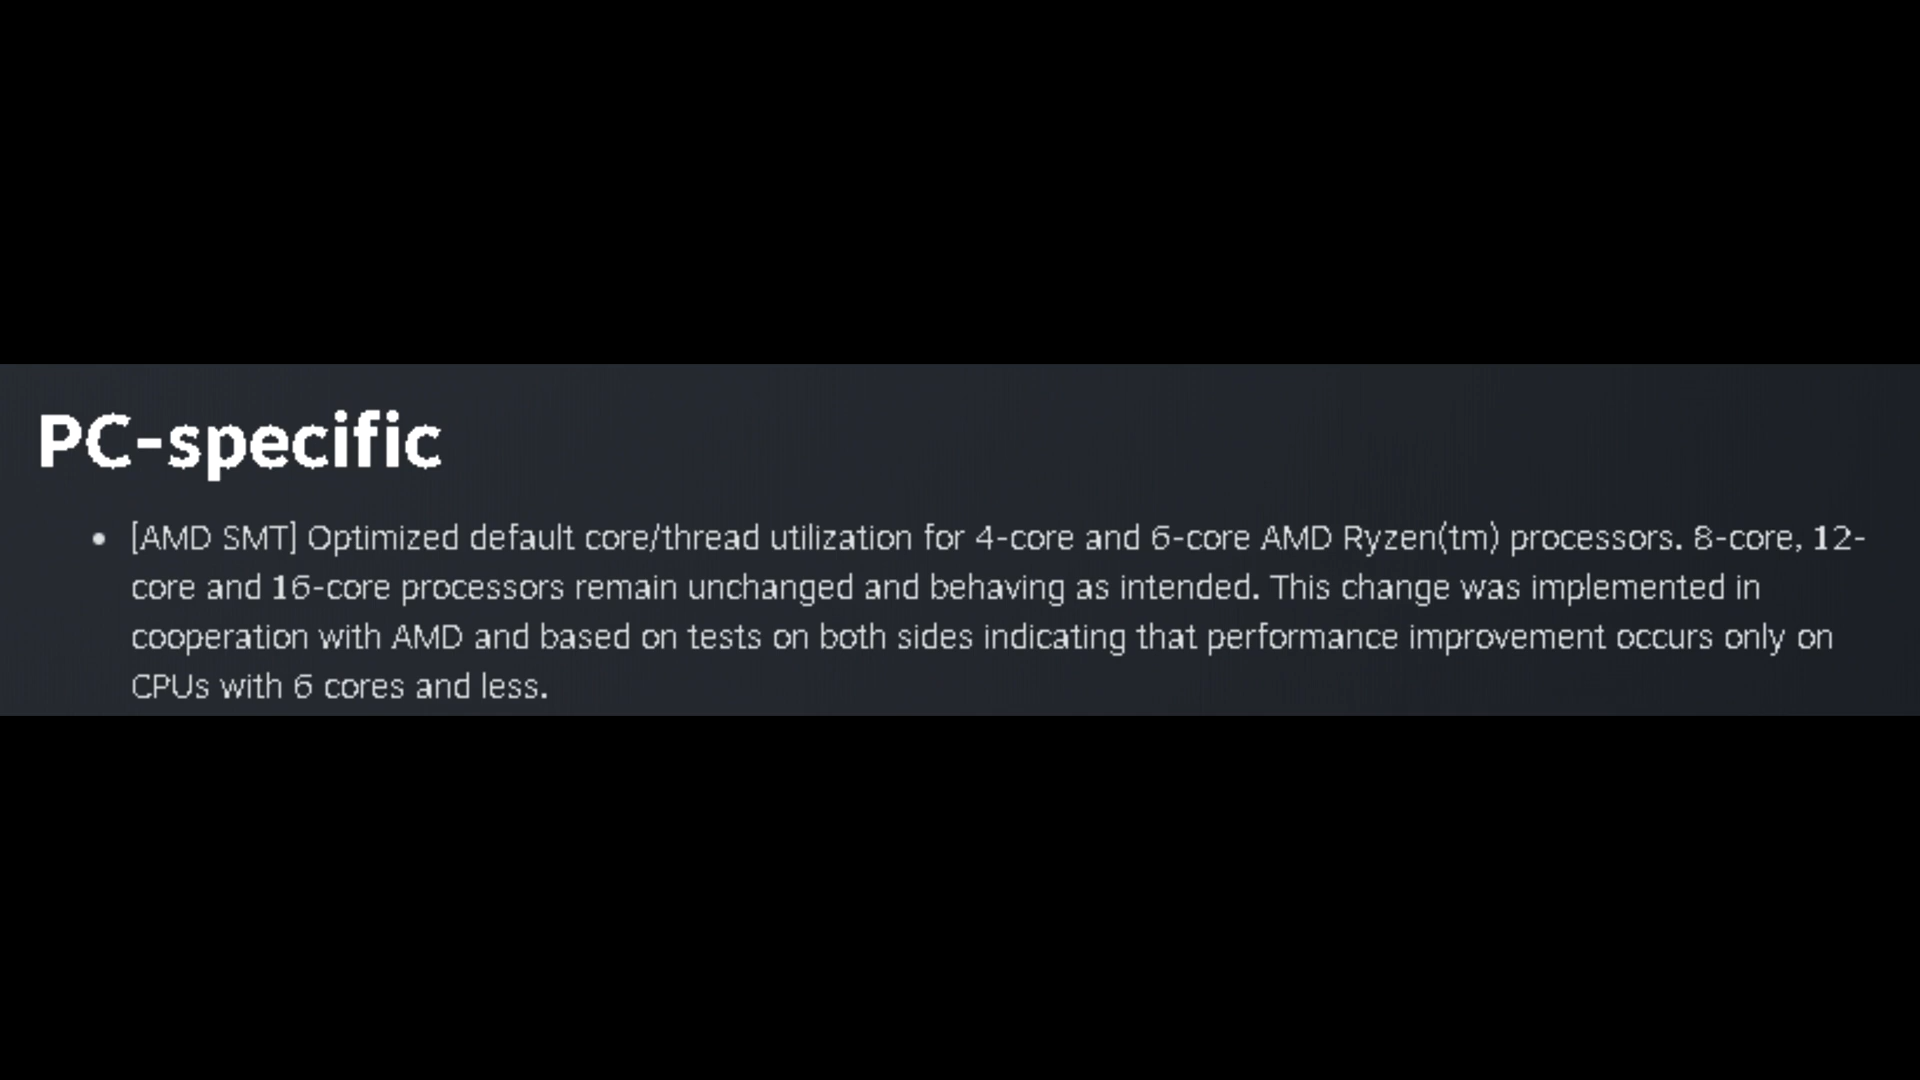 PC-specific
• [AMD SMT] Optimized default core/thread utilization for 4-core and 6-core AMD Ryzen(tm) processors. 8-core, 12-
core and 16-core processors remain unchanged and behaving as intended. This change was implemented in
cooperation with AMD and based on tests on both sides indicating that performance improvement occurs only on
CPUs with 6 cores and less.